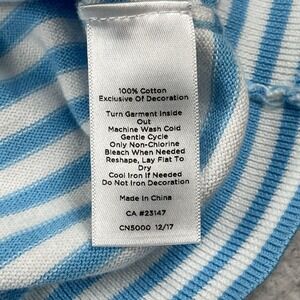 100% Cotton
Exclusive Of Decoration
Turn Garment Inside
Out
Machine Wash Cold
Gentle Cycle
Only Non-Chlorine
Bleach When Needed
Reshape, Lay Flat To
Dry
Cool Iron If Needed
Do Not Iron Decoration
Made In China
CA #23147
CN5000 12/17